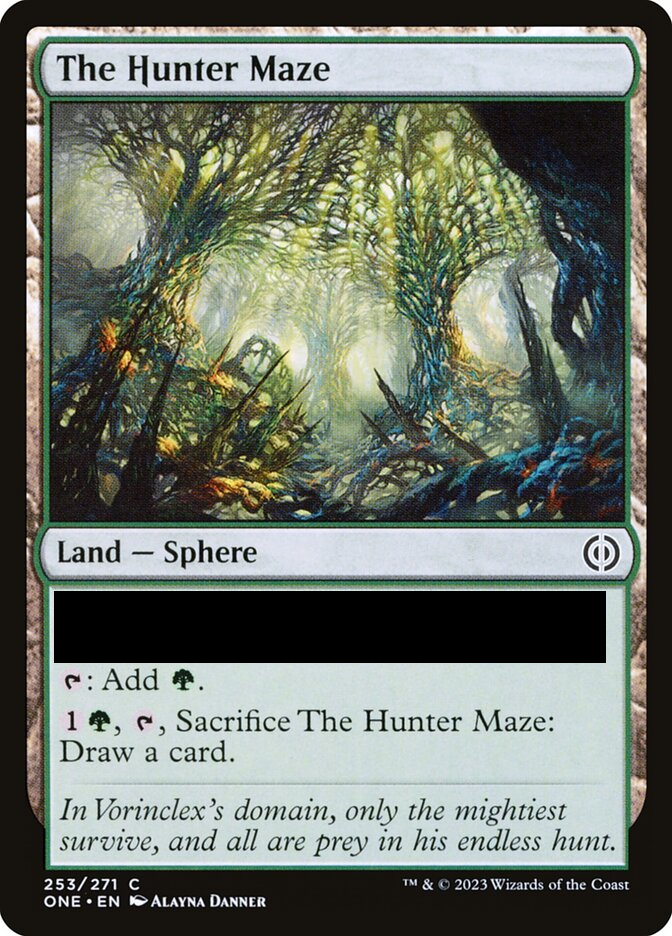 The Hunter Maze
Land — Sphere
: Add .
1 , , Sacrifice The Hunter Maze:
Draw a card.
In Vorinclex's domain, only the mightiest
survive, and all are prey in his endless hunt.
253/271 C
™ & © 2023 Wizards of the Coast
ONE • EN Alayna Danner